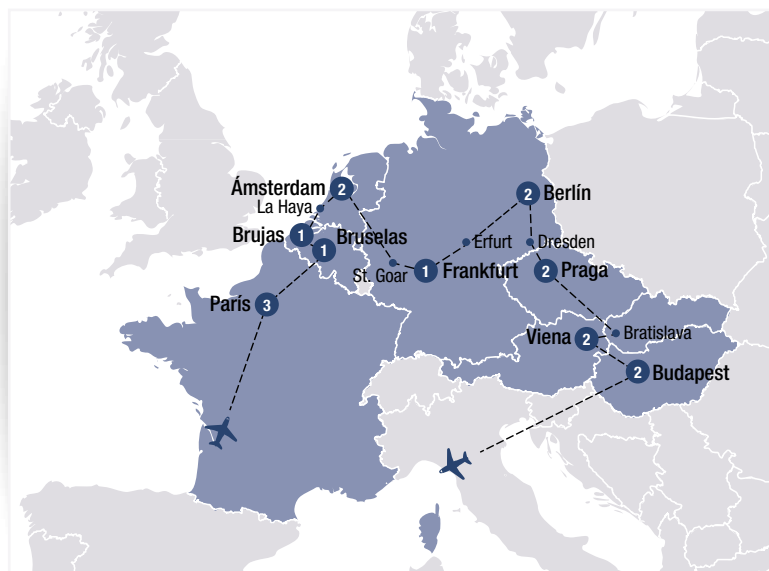 Ámsterdam 2
La Haya
2 Berlín
Brujas 1
1 Bruselas
Erfurt
Dresden
St. Goar
1 Frankfurt
2 Praga
París 3
Viena 2
Bratislava
2 Budapest